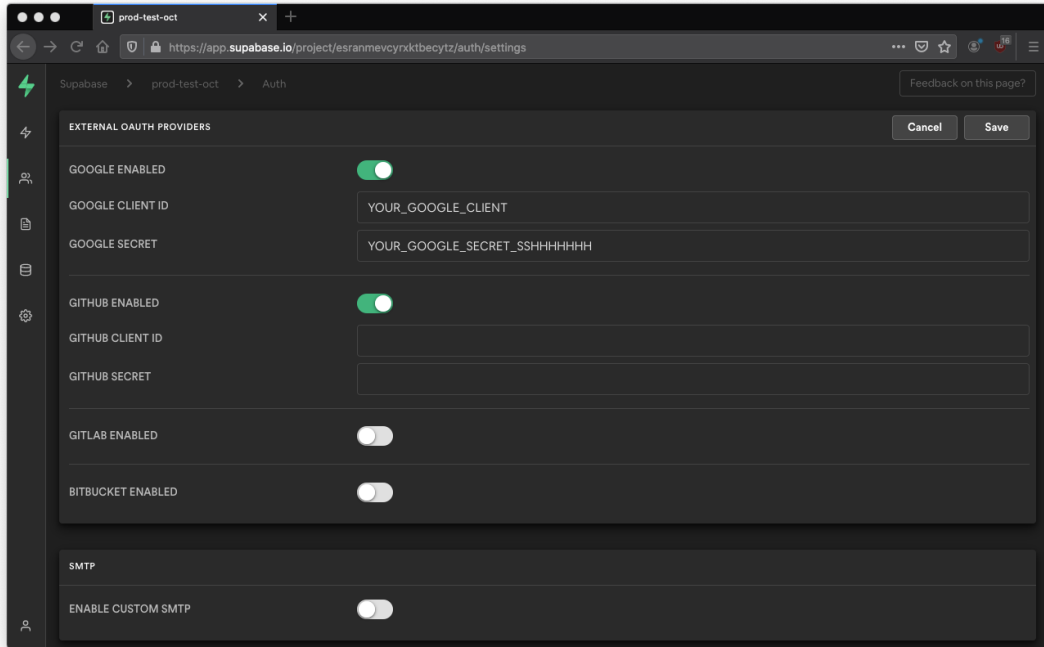 prod-test-oct
https://app.supabase.io/project/esranmevcyrxktbecytz/auth/settings
16
Supabase > prod-test-oct > Auth
Feedback on this page?
EXTERNAL OAUTH PROVIDERS
Cancel
Save
GOOGLE ENABLED
GOOGLE CLIENT ID
YOUR_GOOGLE_CLIENT
GOOGLE SECRET
YOUR_GOOGLE_SECRET_SSHHHHHHH
GITHUB ENABLED
GITHUB CLIENT ID
GITHUB SECRET
GITLAB ENABLED
BITBUCKET ENABLED
SMTP
ENABLE CUSTOM SMTP